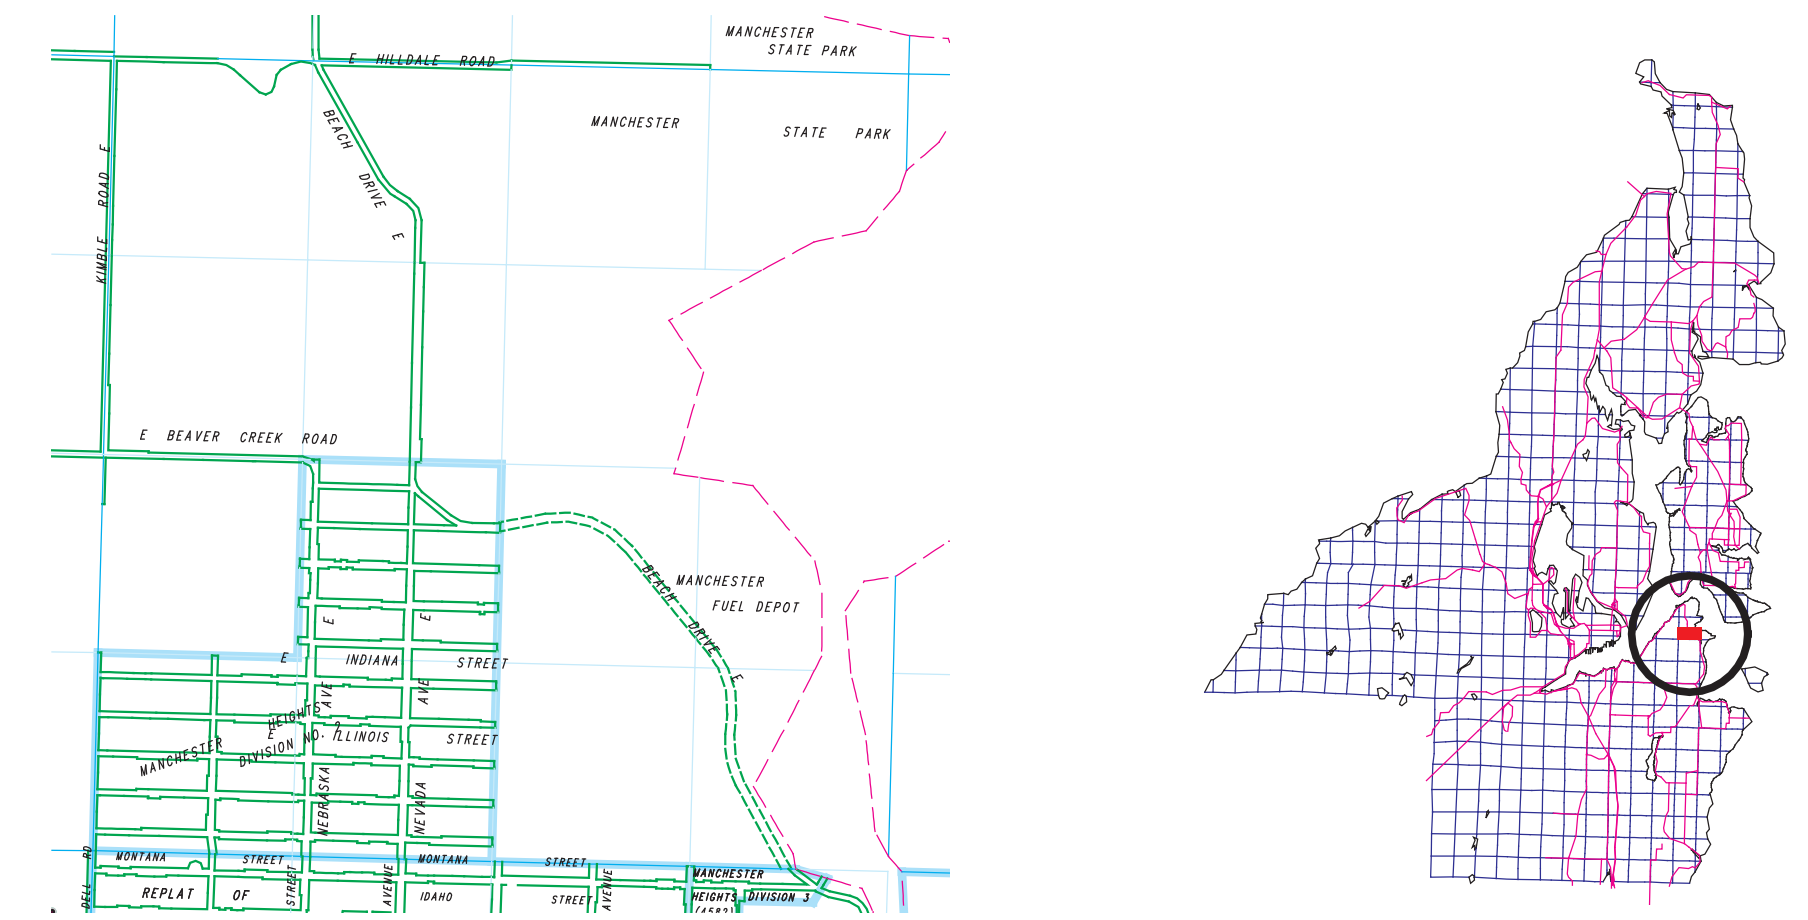 MANCHESTER
STATE PARK
E HILLDALE ROAD
BEACH DRIVE E
MANCHESTER STATE PARK
KIMBLE ROAD E
E BEAVER CREEK ROAD
MANCHESTER
FUEL DEPOT
BEACH DRIVE E
E
E
E INDIANA STREET
AVE
AVE
HEIGHTS
MANCHESTER DIVISION NO. 2
E ILLINOIS STREET
NEBRASKA
NEVADA
MONTANA STREET MONTANA STREET
DELL RD
STREET
AVENUE
AVENUE
REPLAT OF
IDAHO STREET
MANCHESTER
HEIGHTS DIVISION 3
(4582)